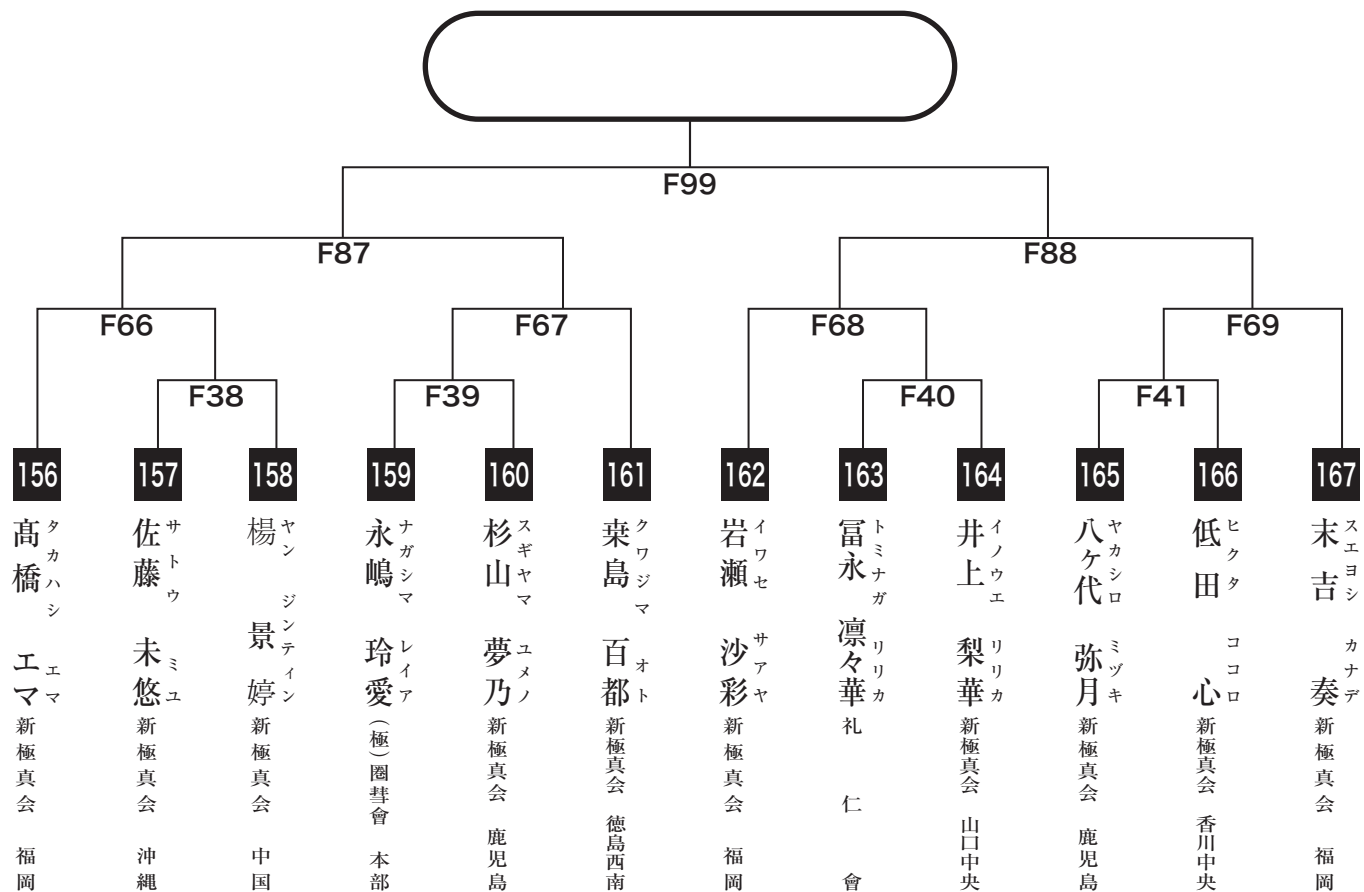 F99
F87
F88
F66
F67
F68
F69
F38
F39
F40
F41
156
157
158
159
160
161
162
163
164
165
166
167
髙橋 エマ
タカハシ エマ
新極真会 福岡
佐藤 未悠
サトウ ミユ
新極真会 沖縄
楊 景婷
ヤン ジンティン
新極真会 中国
永嶋 玲愛
ナガシマ レイア
(極)圏彗會 本部
杉山 夢乃
スギヤマ ユメノ
新極真会 鹿児島
桒島 百都
クワジマ オト
新極真会 徳島西南
岩瀬 沙彩
イワセ サアヤ
新極真会 福岡
冨永 凛々華
トミナガ リリカ
礼仁會
井上 梨華
イノウエ リリカ
新極真会 山口中央
八ヶ代 弥月
ヤカシロ ミヅキ
新極真会 鹿児島
低田 心
ヒクタ ココロ
新極真会 香川中央
末吉 奏
スエヨシ カナデ
新極真会 福岡